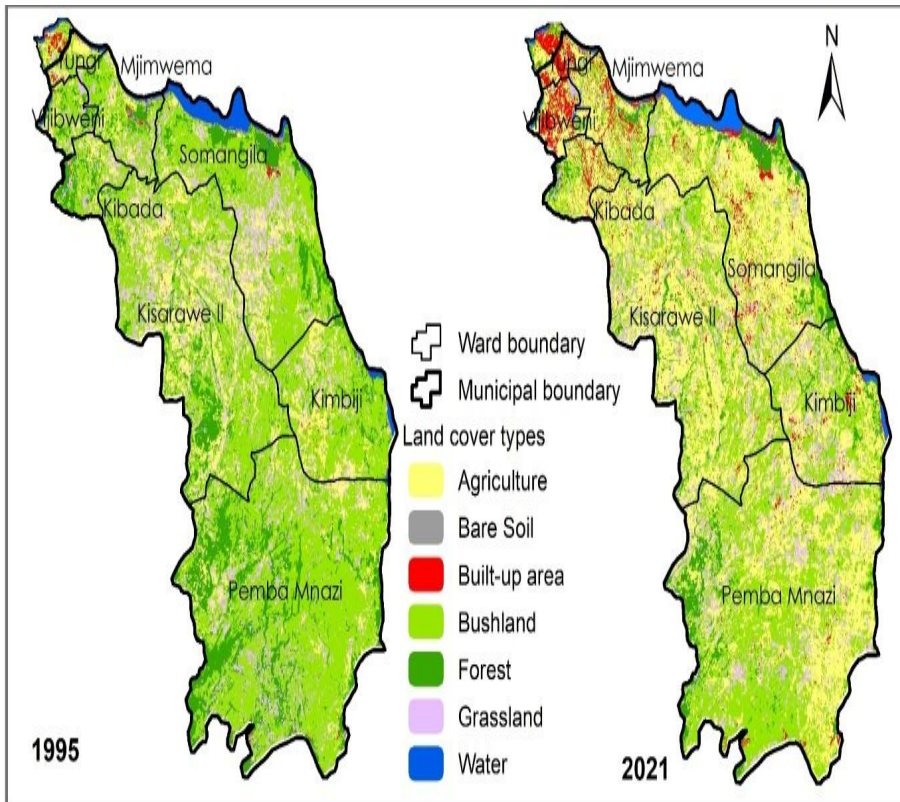 Tungi
Mjimwema
Vijibweni
Somangila
Kibada
Kisarawe II
Kimbiji
Pemba Mnazi
1995
Ward boundary
Municipal boundary
Land cover types
Agriculture
Bare Soil
Built-up area
Bushland
Forest
Grassland
Water
N
Tungi
Mjimwema
Vijibweni
Kibada
Somangila
Kisarawe II
Kimbiji
Pemba Mnazi
2021